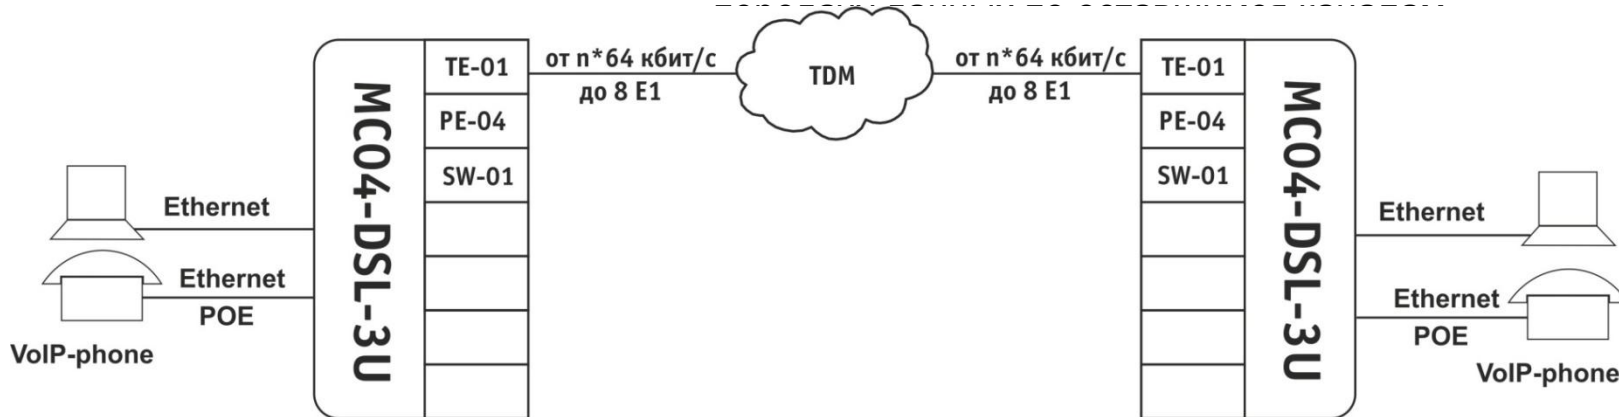 TE-01
PE-04
SW-01
MC04-DSL-3U
от n*64 кбит/с
до 8 E1
TDM
от n*64 кбит/с
до 8 E1
TE-01
PE-04
SW-01
MC04-DSL-3U
Ethernet
Ethernet
POE
VoIP-phone
Ethernet
Ethernet
POE
VoIP-phone